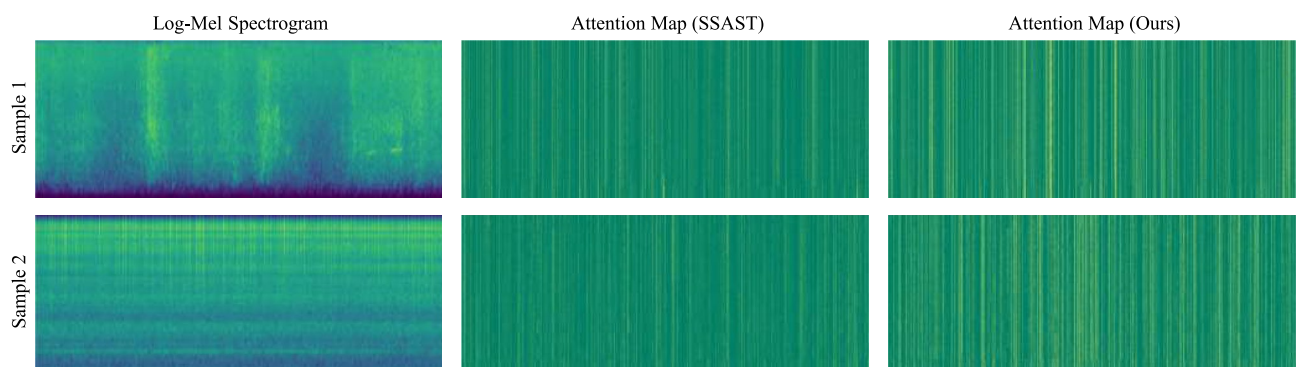 Log-Mel Spectrogram
Attention Map (SSAST)
Attention Map (Ours)
Sample 1
Sample 2